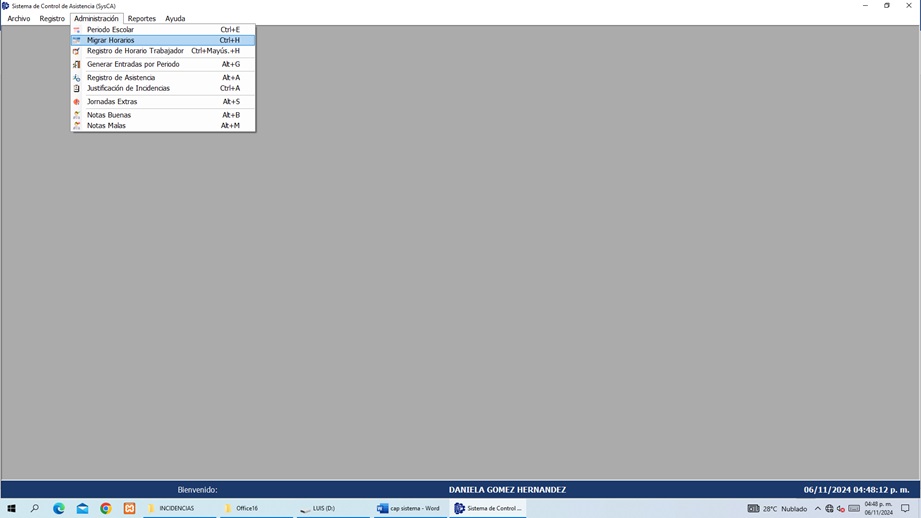 Sistema de Control de Asistencia (SysCA)
Archivo Registro Administración Reportes Ayuda
Periodo Escolar Ctrl+E
Migrar Horarios Ctrl+H
Registro de Horario Trabajador Ctrl+Mayús.+H
Generar Entradas por Periodo Alt+G
Registro de Asistencia Alt+A
Justificación de Incidencias Ctrl+A
Jornadas Extras Alt+S
Notas Buenas Alt+B
Notas Malas Alt+M
Bienvenido: DANIELA GOMEZ HERNANDEZ 06/11/2024 04:48:12 p. m.
INCIDENCIAS Office16 LUIS (D:) cap sistema - Word Sistema de Control ... 28°C Nublado 04:48 p. m.
06/11/2024